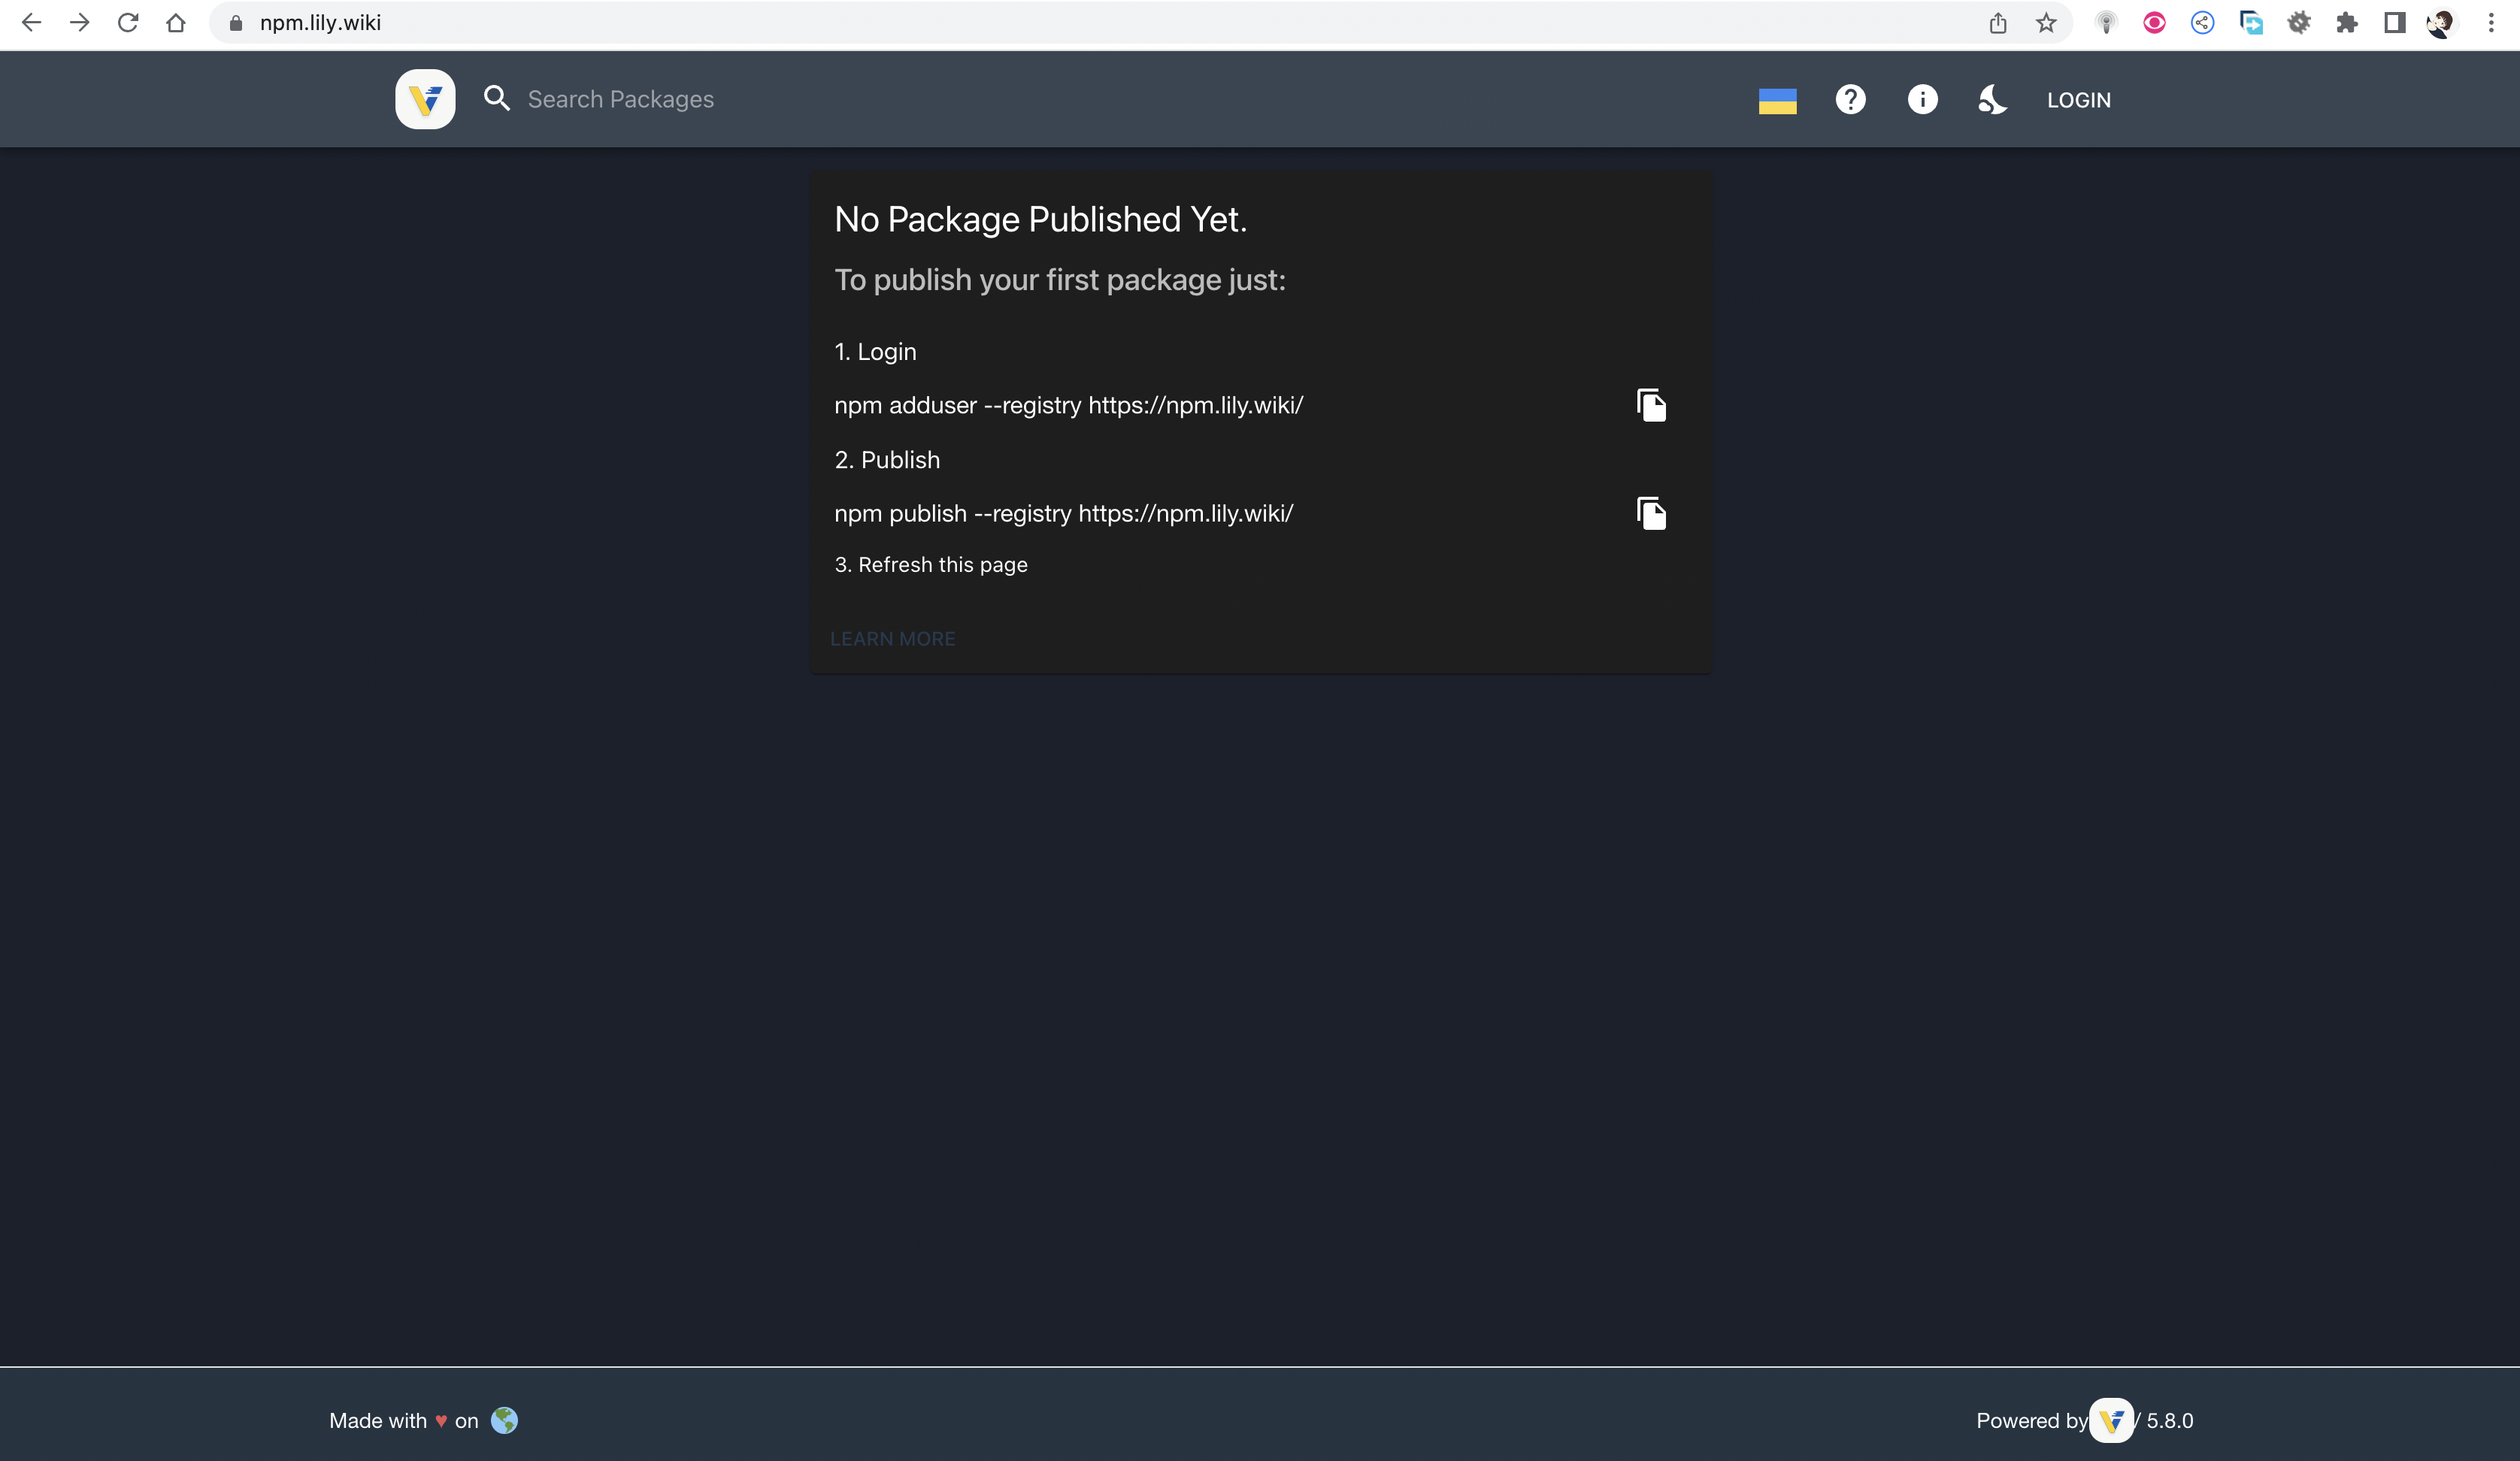 npm.lily.wiki
Search Packages
LOGIN
No Package Published Yet.
To publish your first package just:
1. Login
npm adduser --registry https://npm.lily.wiki/
2. Publish
npm publish --registry https://npm.lily.wiki/
3. Refresh this page
LEARN MORE
Made with ♥ on
Powered by / 5.8.0